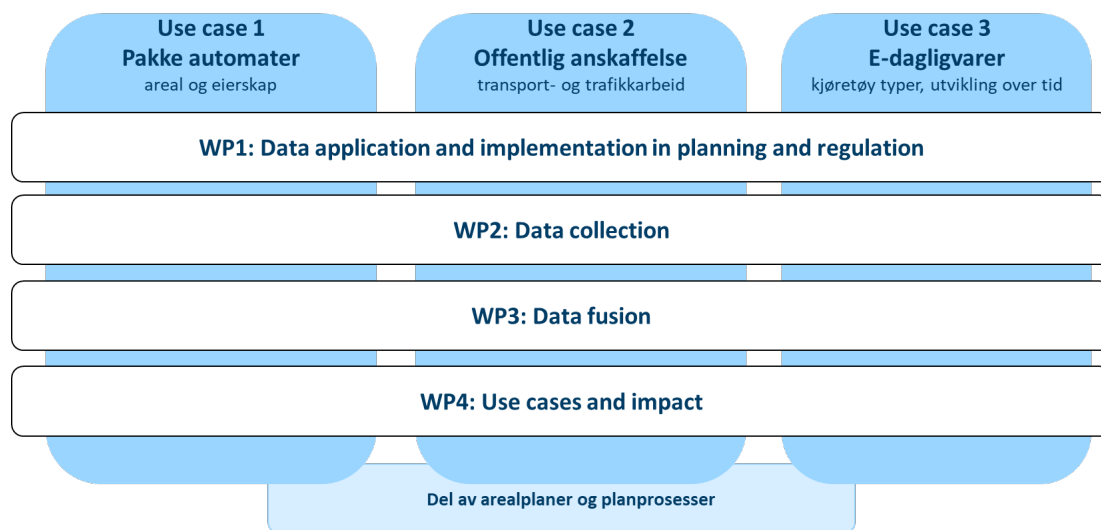 Use case 1
Pakke automater
areal og eierskap
Use case 2
Offentlig anskaffelse
transport- og trafikkarbeid
Use case 3
E-dagligvarer
kjøretøy typer, utvikling over tid
WP1: Data application and implementation in planning and regulation
WP2: Data collection
WP3: Data fusion
WP4: Use cases and impact
Del av arealplaner og planprosesser